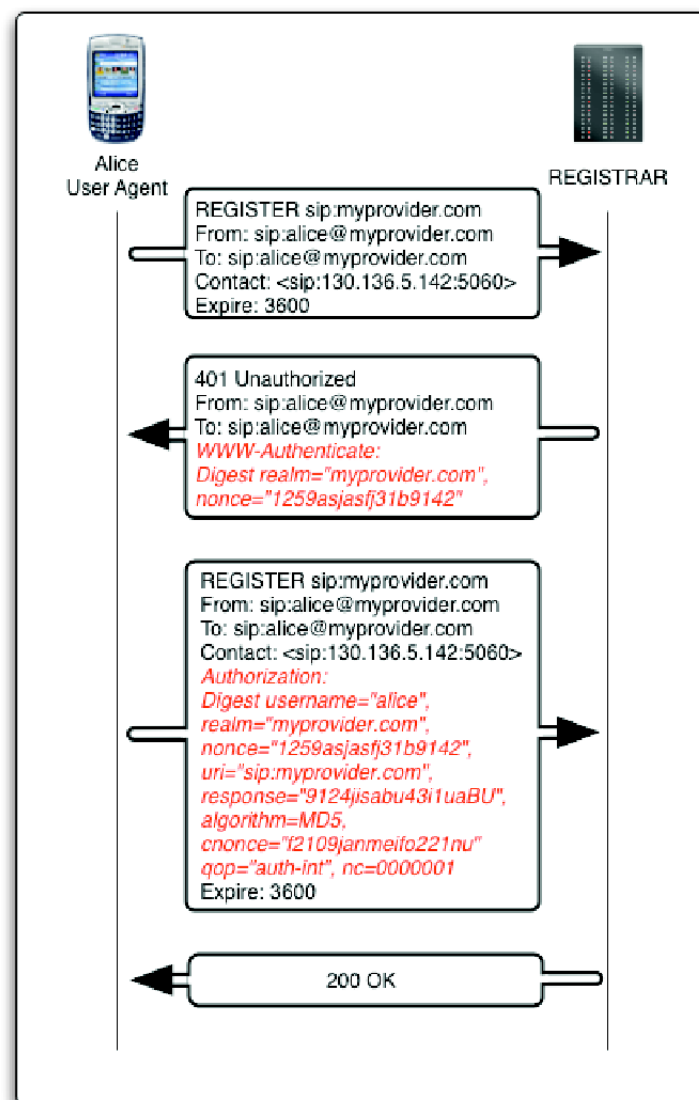 Alice
User Agent
REGISTRAR
REGISTER sip:myprovider.com
From: sip:alice@myprovider.com
To: sip:alice@myprovider.com
Contact: <sip:130.136.5.142:5060>
Expire: 3600
401 Unauthorized
From: sip:alice@myprovider.com
To: sip:alice@myprovider.com
WWW-Authenticate:
Digest realm="myprovider.com",
nonce="1259asjasfj31b9142"
REGISTER sip:myprovider.com
From: sip:alice@myprovider.com
To: sip:alice@myprovider.com
Contact: <sip:130.136.5.142:5060>
Authorization:
Digest username="alice",
realm="myprovider.com",
nonce="1259asjasfj31b9142",
uri="sip:myprovider.com",
response="9124jisabu43i1uaBU",
algorithm=MD5,
cnonce="f2109janmeifo221nu"
qop="auth-int", nc=0000001
Expire: 3600
200 OK